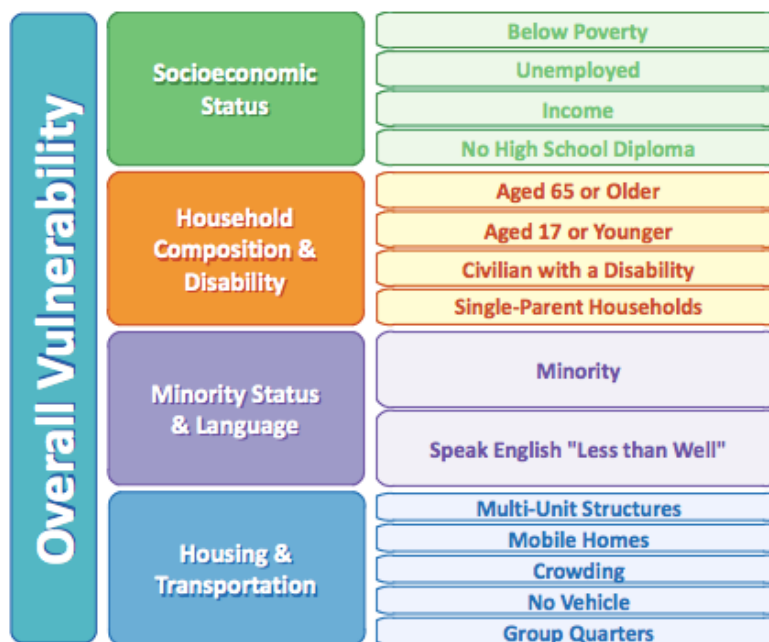 Overall Vulnerability
Socioeconomic
Status
Below Poverty
Unemployed
Income
No High School Diploma
Household
Composition &
Disability
Aged 65 or Older
Aged 17 or Younger
Civilian with a Disability
Single-Parent Households
Minority Status
& Language
Minority
Speak English "Less than Well"
Housing &
Transportation
Multi-Unit Structures
Mobile Homes
Crowding
No Vehicle
Group Quarters